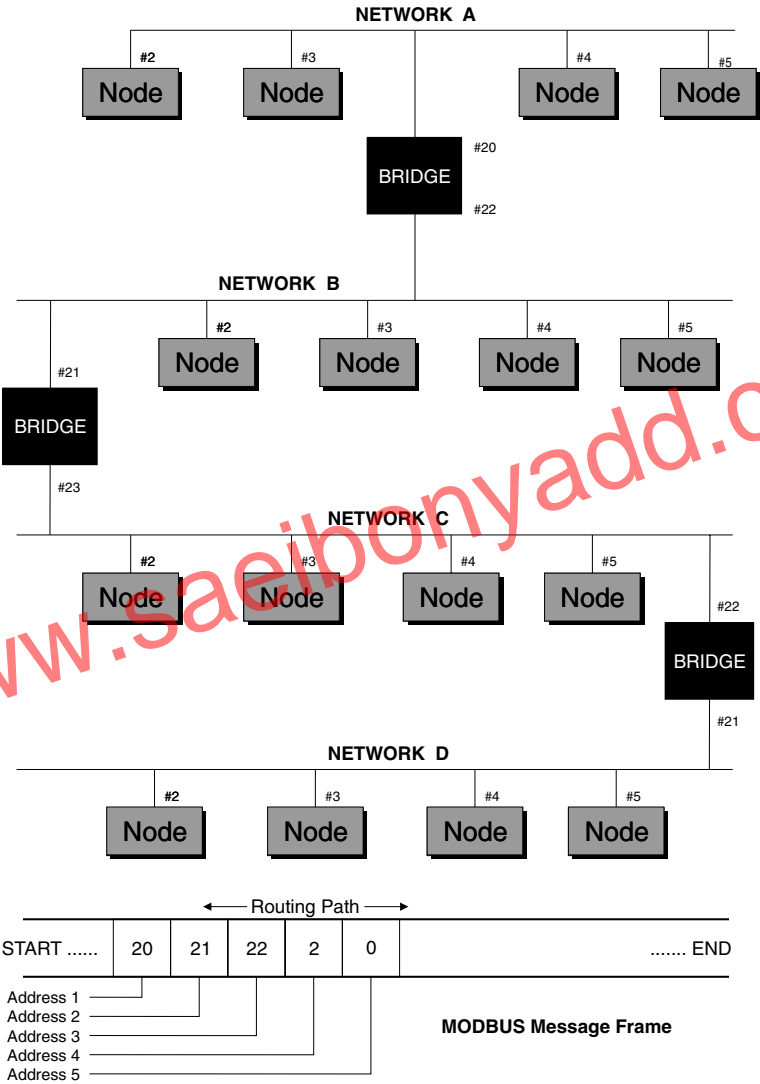 NETWORK A
#2
#3
#4
#5
Node
Node
Node
Node
#20
BRIDGE
#22
NETWORK B
#2
#3
#4
#5
Node
Node
Node
Node
#21
BRIDGE
#23
NETWORK C
#2
#3
#4
#5
Node
Node
Node
Node
#22
BRIDGE
#21
NETWORK D
#2
#3
#4
#5
Node
Node
Node
Node
Routing Path
START ...... 20 21 22 2 0 ....... END
Address 1
Address 2
Address 3
Address 4
Address 5
MODBUS Message Frame